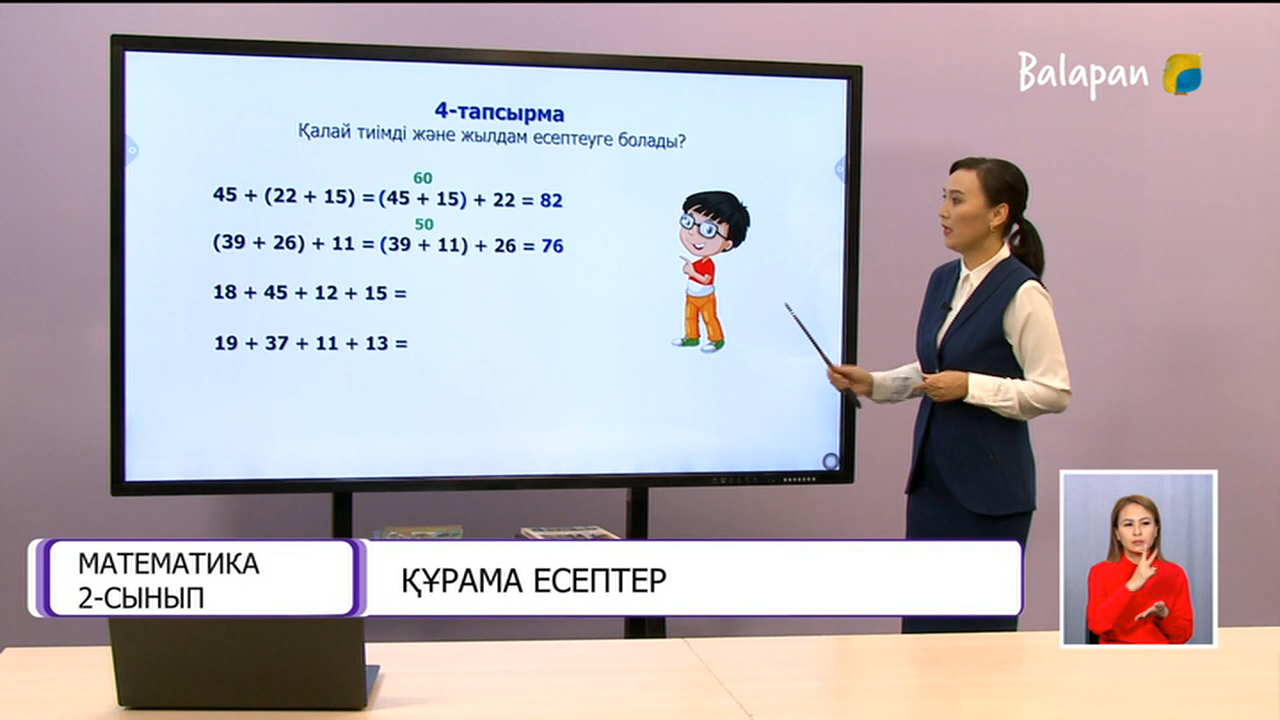 Balapan
4-тапсырма
Қалай тиімді және жылдам есептеуге болады?
60
45 + (22 + 15) = (45 + 15) + 22 = 82
50
(39 + 26) + 11 = (39 + 11) + 26 = 76
18 + 45 + 12 + 15 =
19 + 37 + 11 + 13 =
МАТЕМАТИКА
2-СЫНЫП
ҚҰРАМА ЕСЕПТЕР